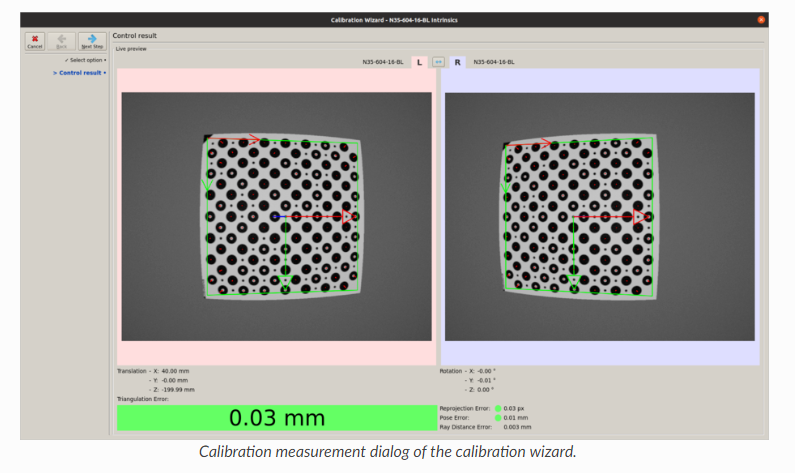 Calibration Wizard - N35-604-16-BL Intrinsics
Cancel
Back
Next Step
Control result
Live preview
✓ Select option •
> Control result •
N35-604-16-BL L R N35-604-16-BL
Translation - X: 40.00 mm
- Y: -0.00 mm
- Z: -199.99 mm
Rotation - X: -0.00 °
- Y: -0.01 °
- Z: 0.00 °
Triangulation Error:
0.03 mm
Reprojection Error: 0.03 px
Pose Error: 0.01 mm
Ray Distance Error: 0.003 mm
Calibration measurement dialog of the calibration wizard.